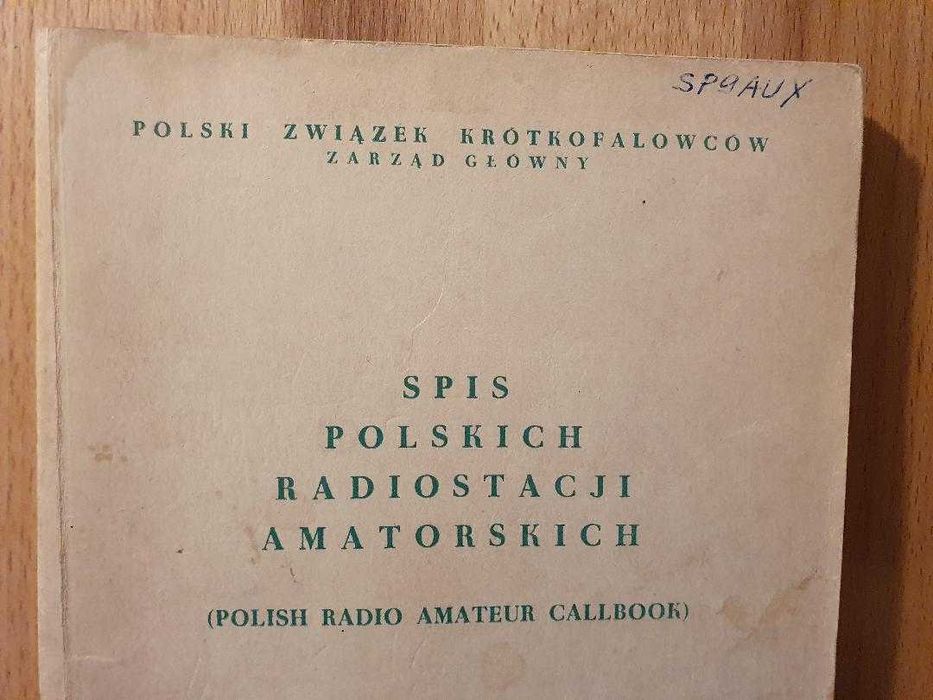 SP9AUX
POLSKI ZWIĄZEK KRÓTKOFALOWCÓW
ZARZĄD GŁÓWNY
SPIS
POLSKICH
RADIOSTACJI
AMATORSKICH
(POLISH RADIO AMATEUR CALLBOOK)